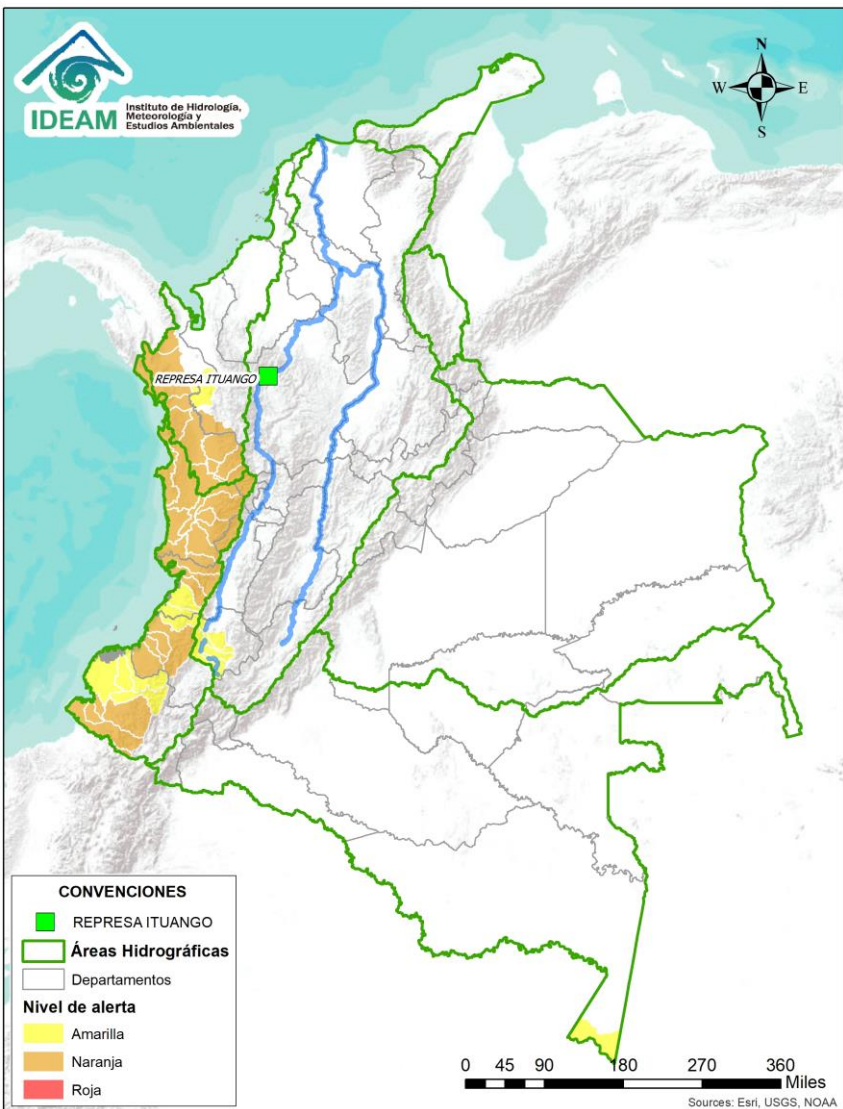 IDEAM
Instituto de Hidrología,
Meteorología y
Estudios Ambientales
N
W
E
S
REPRESA ITUANGO
CONVENCIONES
REPRESA ITUANGO
Áreas Hidrográficas
Departamentos
Nivel de alerta
Amarilla
Naranja
Roja
0 45 90 180 270 360
Miles
Sources: Esri, USGS, NOAA